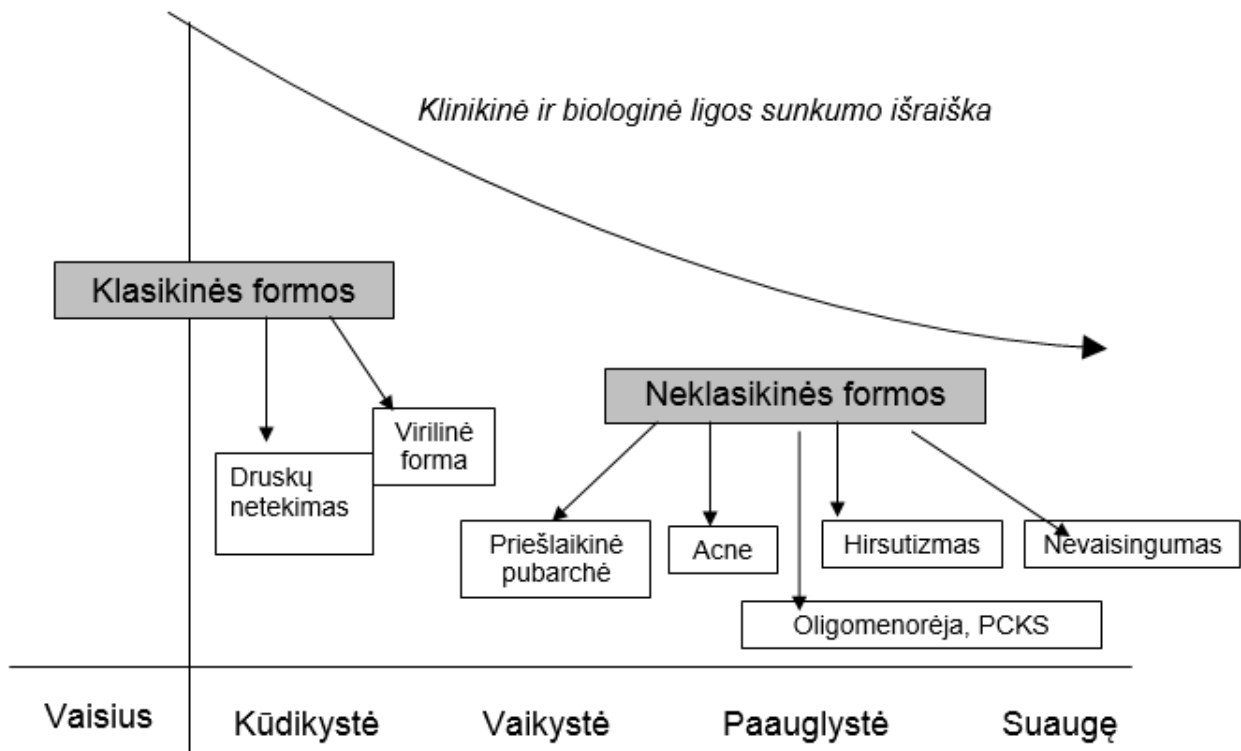 Klinikinė ir biologinė ligos sunkumo išraiška
Klasikinės formos
Neklasikinės formos
Virilinė
forma
Druskų
netekimas
Priešlaikinė
pubarchė
Acne
Hirsutizmas
Nevaisingumas
Oligomenorėja, PCKS
Vaisius
Kūdikystė
Vaikystė
Paauglystė
Suaugę